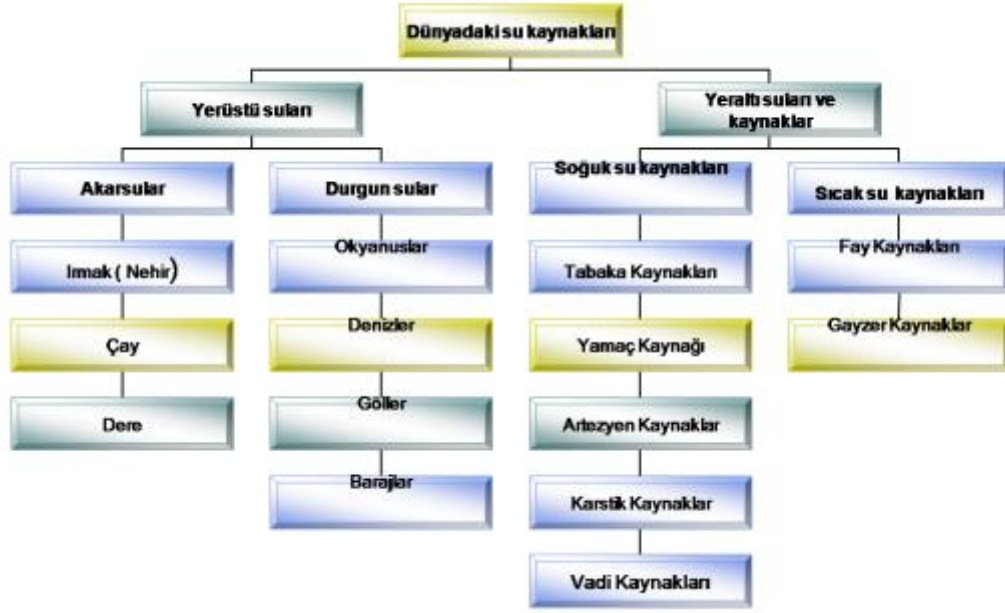 Dünyadaki su kaynakları
Yerüstü suları
Yeraltı suları ve
kaynaklar
Akarsular
Durgun sular
Soğuk su kaynakları
Sıcak su kaynakları
Irmak ( Nehir)
Okyanuslar
Tabaka Kaynakları
Fay Kaynakları
Çay
Denizler
Yamaç Kaynağı
Gayzer Kaynaklar
Dere
Göller
Artezyen Kaynaklar
Barajlar
Karstik Kaynaklar
Vadi Kaynakları